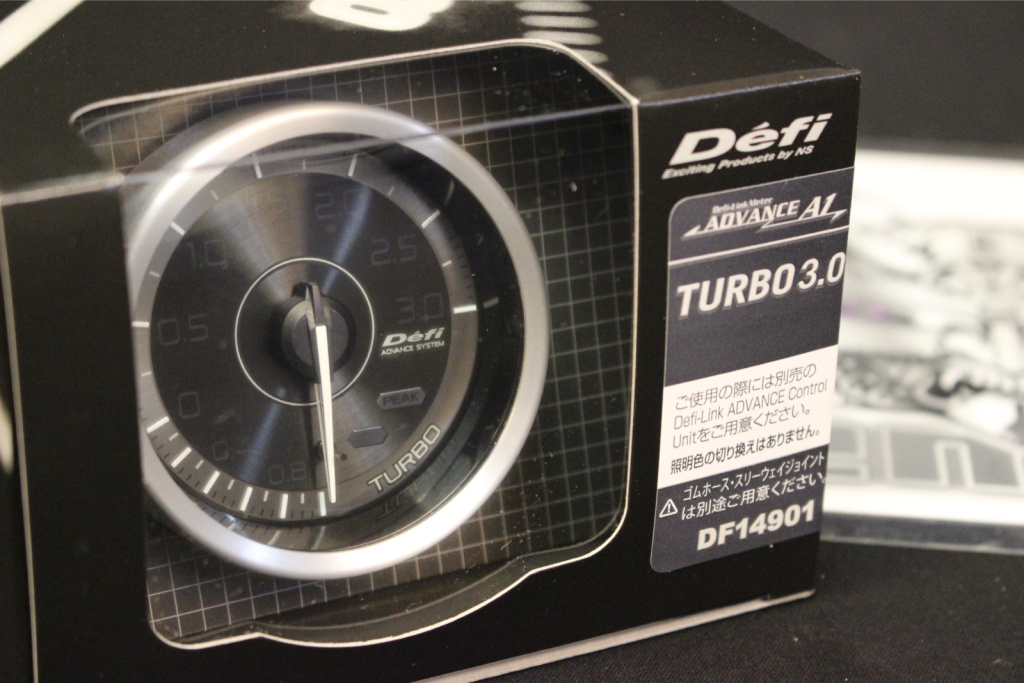 Défi
Exciting Products by NS
Defi-Link Meter
ADVANCE A1
TURBO 3.0
ご使用の際には別売の
Defi-Link ADVANCE Control
Unitをご用意ください。
照明色の切り換えはありません。
⚠ ゴムホース・スリーウェイジョイント
は別途ご用意ください
DF14901
2.0
1.0
2.5
0.5
3.0
Défi
ADVANCE SYSTEM
0
PEAK
TURBO